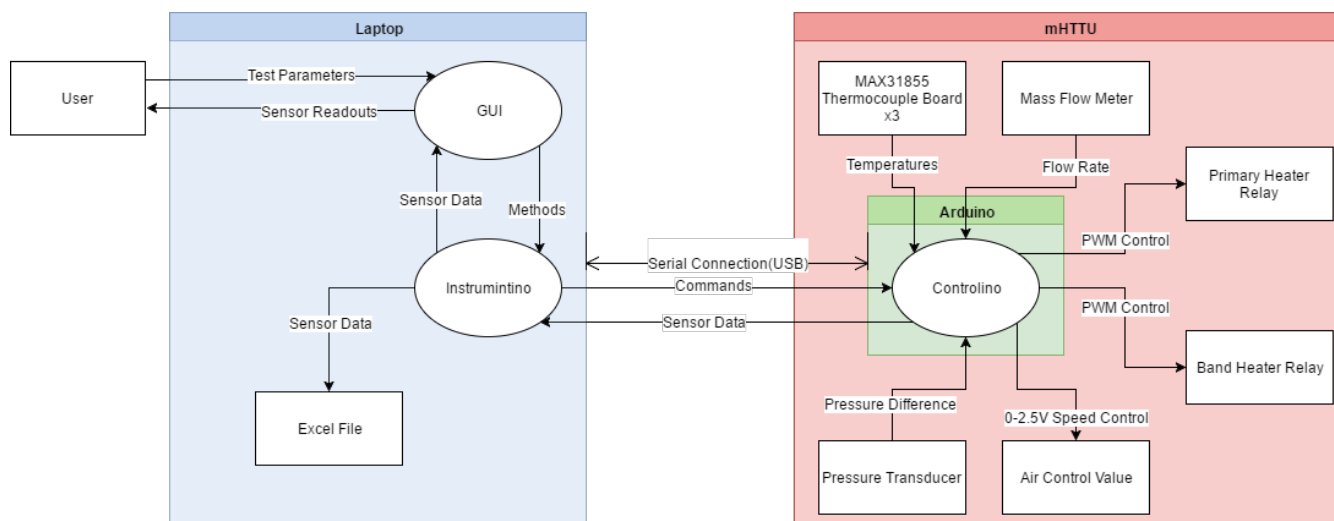 Laptop
mHTTU
User
Test Parameters
Sensor Readouts
GUI
MAX31855
Thermocouple Board
x3
Mass Flow Meter
Temperatures
Flow Rate
Primary Heater
Relay
Sensor Data
Methods
Arduino
PWM Control
Serial Connection(USB)
Instrumintino
Commands
Controlino
Sensor Data
Sensor Data
PWM Control
Band Heater Relay
Pressure Difference
0-2.5V Speed Control
Excel File
Pressure Transducer
Air Control Value